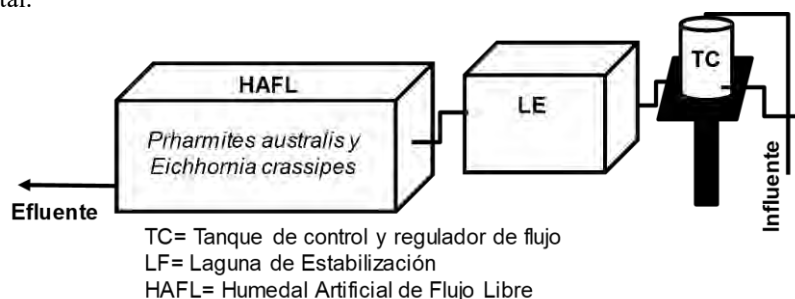 tal.
TC
HAFL
LE
Prharmites australis y
Eichhornia crassipes
Influente
Efluente
TC= Tanque de control y regulador de flujo
LF= Laguna de Estabilización
HAFL= Humedal Artificial de Flujo Libre